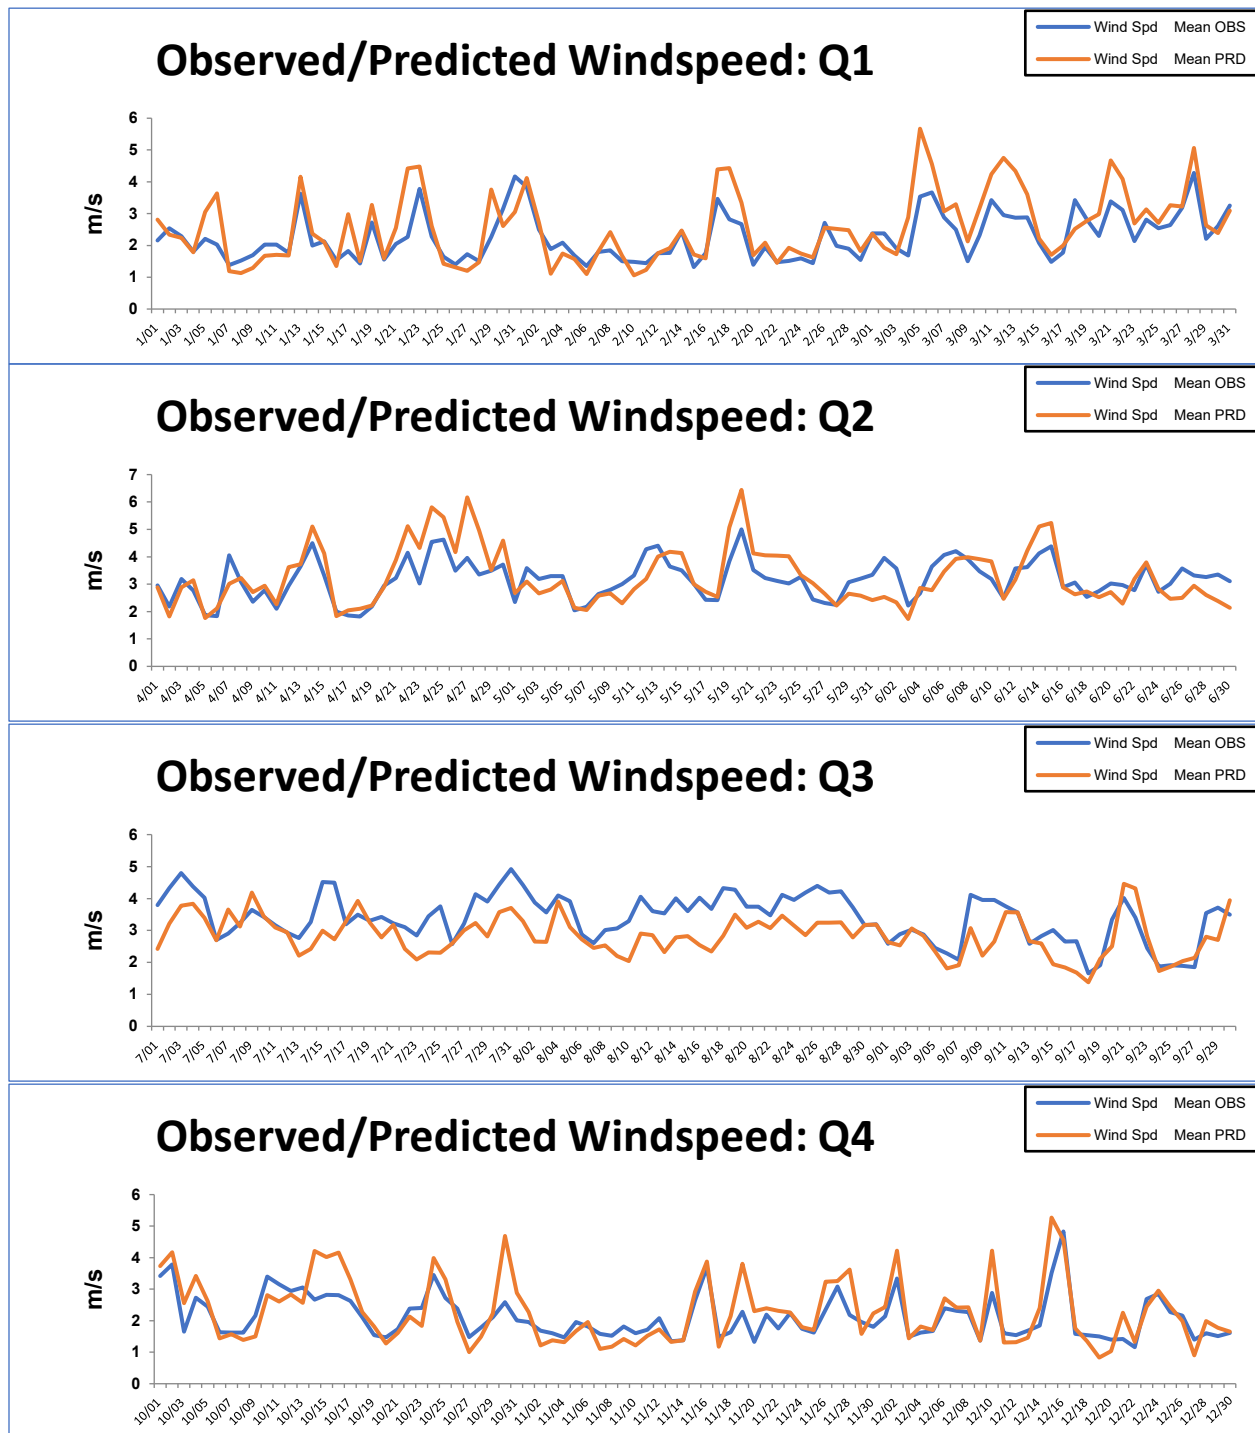 Wind Spd Mean OBS
Wind Spd Mean PRD
Observed/Predicted Windspeed: Q1
m/s
6
5
4
3
2
1
0
1/01 1/03 1/05 1/07 1/09 1/11 1/13 1/15 1/17 1/19 1/21 1/23 1/25 1/27 1/29 1/31 2/02 2/04 2/06 2/08 2/10 2/12 2/14 2/16 2/18 2/20 2/22 2/24 2/26 2/28 3/01 3/03 3/05 3/07 3/09 3/11 3/13 3/15 3/17 3/19 3/21 3/23 3/25 3/27 3/29 3/31
Wind Spd Mean OBS
Wind Spd Mean PRD
Observed/Predicted Windspeed: Q2
m/s
7
6
5
4
3
2
1
0
4/01 4/03 4/05 4/07 4/09 4/11 4/13 4/15 4/17 4/19 4/21 4/23 4/25 4/27 4/29 5/01 5/03 5/05 5/07 5/09 5/11 5/13 5/15 5/17 5/19 5/21 5/23 5/25 5/27 5/29 5/31 6/02 6/04 6/06 6/08 6/10 6/12 6/14 6/16 6/18 6/20 6/22 6/24 6/26 6/28 6/30
Wind Spd Mean OBS
Wind Spd Mean PRD
Observed/Predicted Windspeed: Q3
m/s
6
5
4
3
2
1
0
7/01 7/03 7/05 7/07 7/09 7/11 7/13 7/15 7/17 7/19 7/21 7/23 7/25 7/27 7/29 7/31 8/02 8/04 8/06 8/08 8/10 8/12 8/14 8/16 8/18 8/20 8/22 8/24 8/26 8/28 8/30 9/01 9/03 9/05 9/07 9/09 9/11 9/13 9/15 9/17 9/19 9/21 9/23 9/25 9/27 9/29
Wind Spd Mean OBS
Wind Spd Mean PRD
Observed/Predicted Windspeed: Q4
m/s
6
5
4
3
2
1
0
10/01 10/03 10/05 10/07 10/09 10/11 10/13 10/15 10/17 10/19 10/21 10/23 10/25 10/27 10/29 10/31 11/02 11/04 11/06 11/08 11/10 11/12 11/14 11/16 11/18 11/20 11/22 11/24 11/26 11/28 11/30 12/02 12/04 12/06 12/08 12/10 12/12 12/14 12/16 12/18 12/20 12/22 12/24 12/26 12/28 12/30